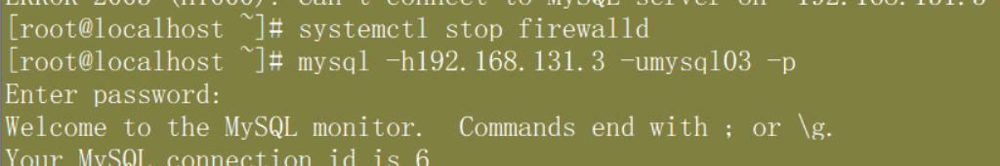 ERROR 2003 (HY000): Can't connect to MySQL server on '192.168.131.3
[root@localhost ~]# systemctl stop firewalld
[root@localhost ~]# mysql -h192.168.131.3 -umysql03 -p
Enter password:
Welcome to the MySQL monitor.  Commands end with ; or \g.
Your MySQL connection id is 6